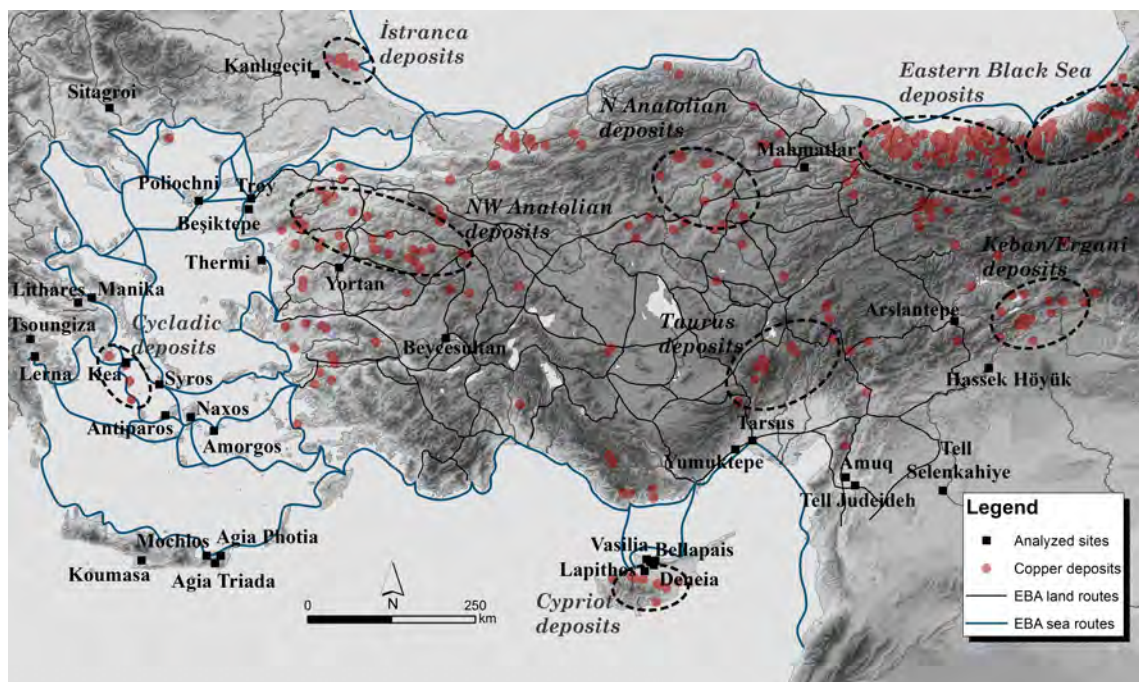 İstranca
deposits
Kanlıgeçit
Sitagroi
Eastern Black Sea
deposits
N Anatolian
deposits
Mahmatlar
Poliochni
Troy
Beşiktepe
NW Anatolian
deposits
Thermi
Yortan
Keban/Ergani
deposits
Lithares
Manika
Tsoungiza
Cycladic
deposits
Lerna
Kea
Syros
Beycesultan
Taurus
deposits
Arslantepe
Hassek Höyük
Antiparos
Naxos
Amorgos
Tarsus
Yumuktepe
Amuq
Tell Judeideh
Tell
Selenkahiye
Mochlos
Agia Photia
Koumasa
Agia Triada
Vasilia
Bellapais
Lapithos
Deneia
Cypriot
deposits
0
N
250
km
Legend
Analyzed sites
Copper deposits
EBA land routes
EBA sea routes